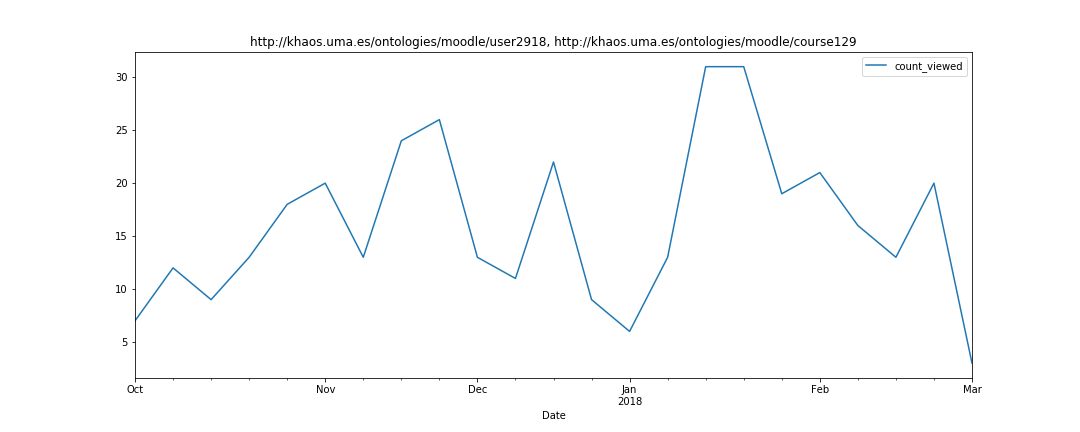 http://khaos.uma.es/ontologies/moodle/user2918, http://khaos.uma.es/ontologies/moodle/course129
count_viewed
30
25
20
15
10
5
Oct Nov Dec Jan Feb Mar
2018
Date